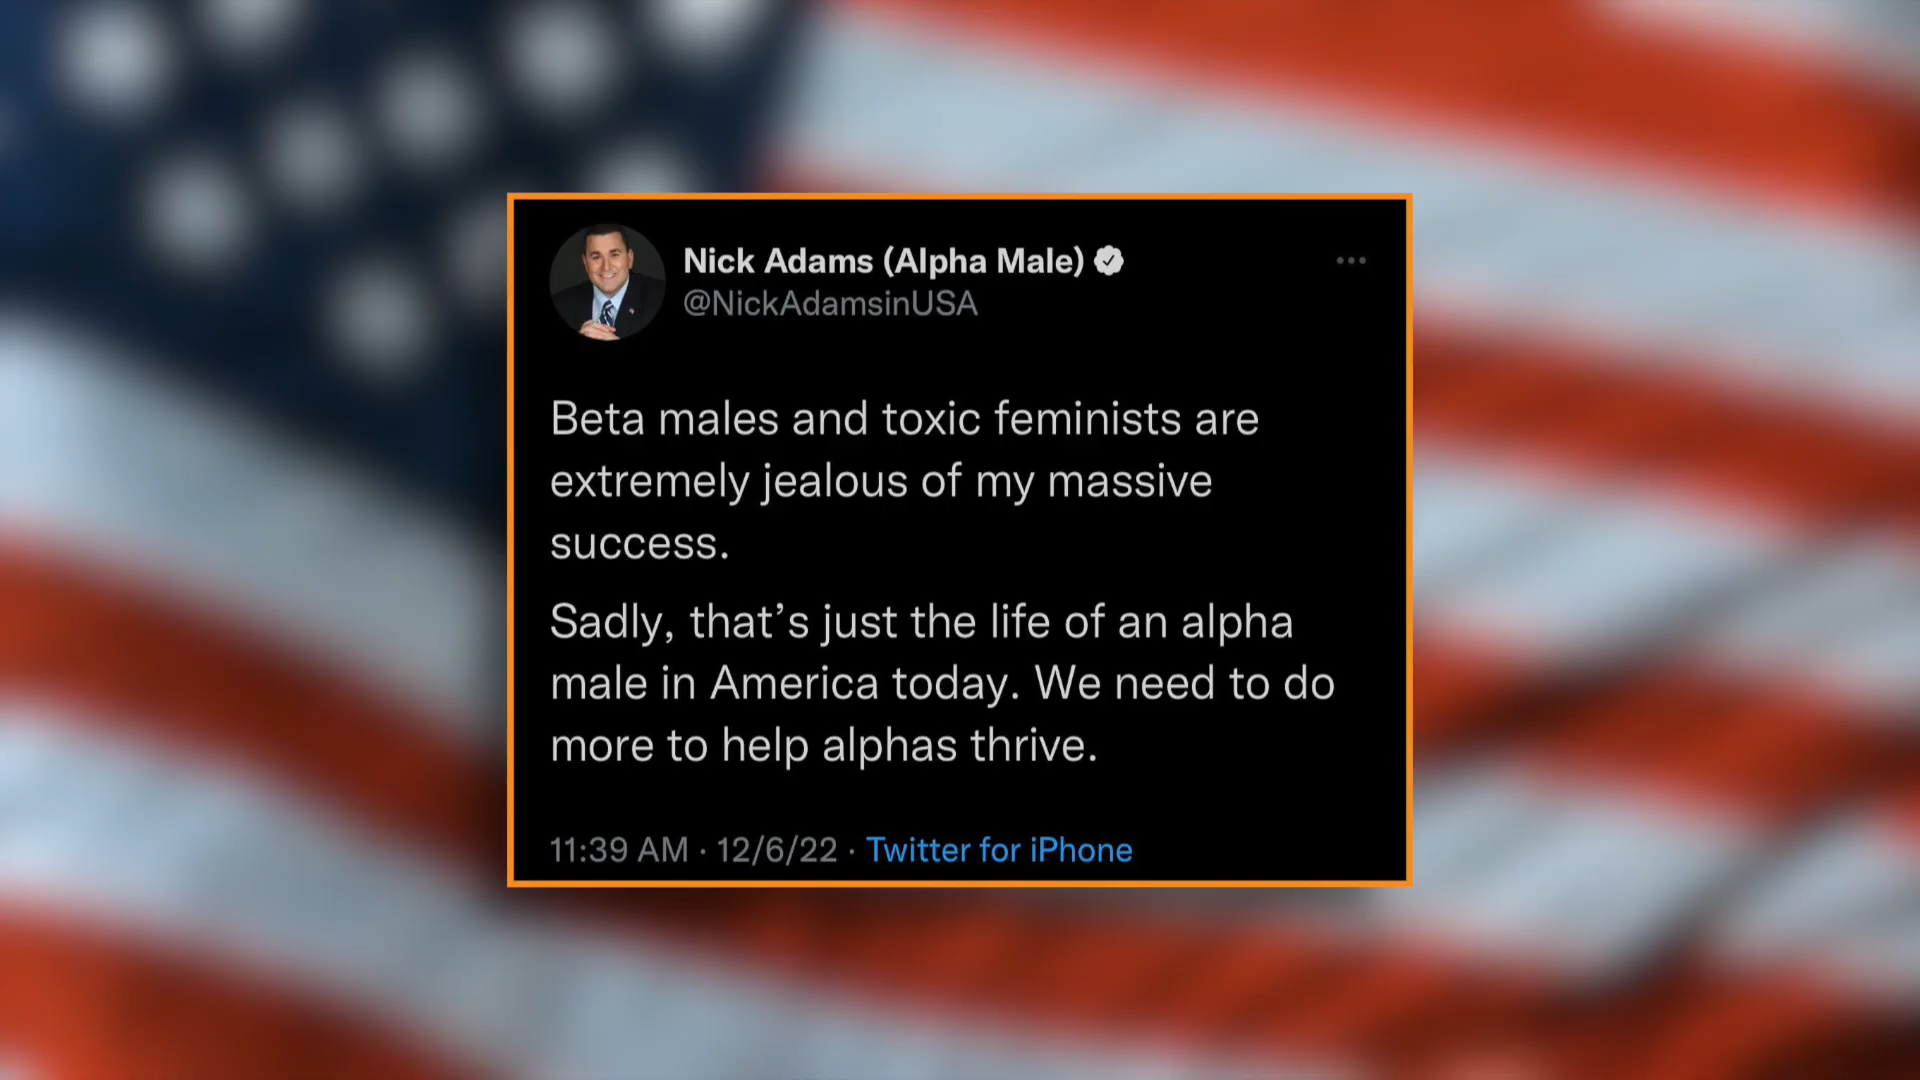 Nick Adams (Alpha Male)
@NickAdamsinUSA
Beta males and toxic feminists are
extremely jealous of my massive
success.
Sadly, that’s just the life of an alpha
male in America today. We need to do
more to help alphas thrive.
11:39 AM · 12/6/22 · Twitter for iPhone